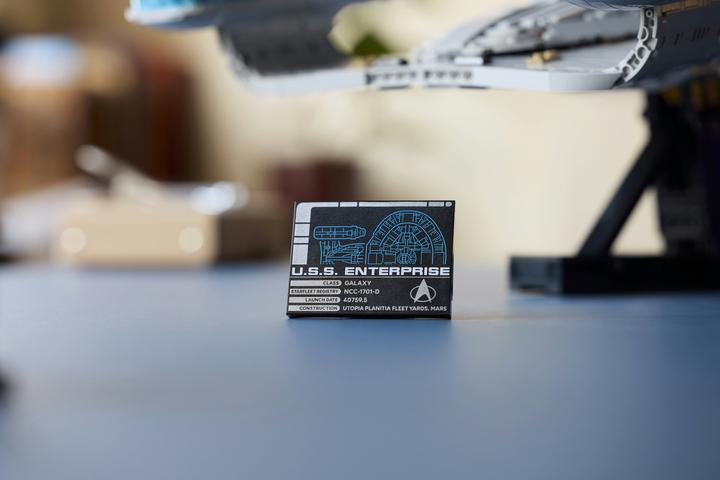 U.S.S. ENTERPRISE
CLASS GALAXY
STARFLEET REGISTRY NCC-1701-D
LAUNCH DATE 40759.5
CONSTRUCTION UTOPIA PLANITIA FLEET YARDS, MARS